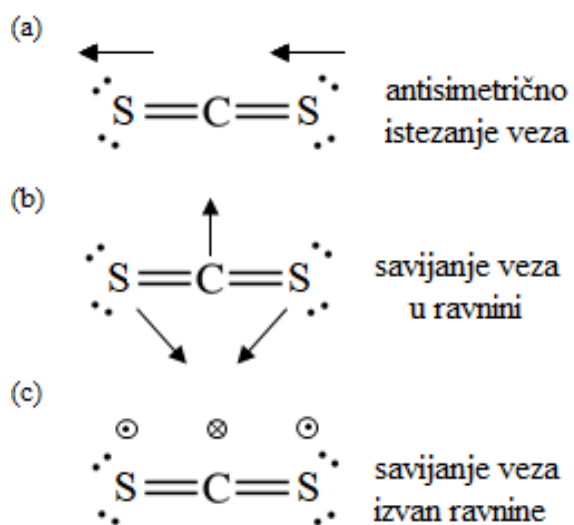 (a)
S=C=S
antisimetrično
istezanje veza
(b)
S=C=S
savijanje veza
u ravnini
(c)
S=C=S
savijanje veza
izvan ravnine